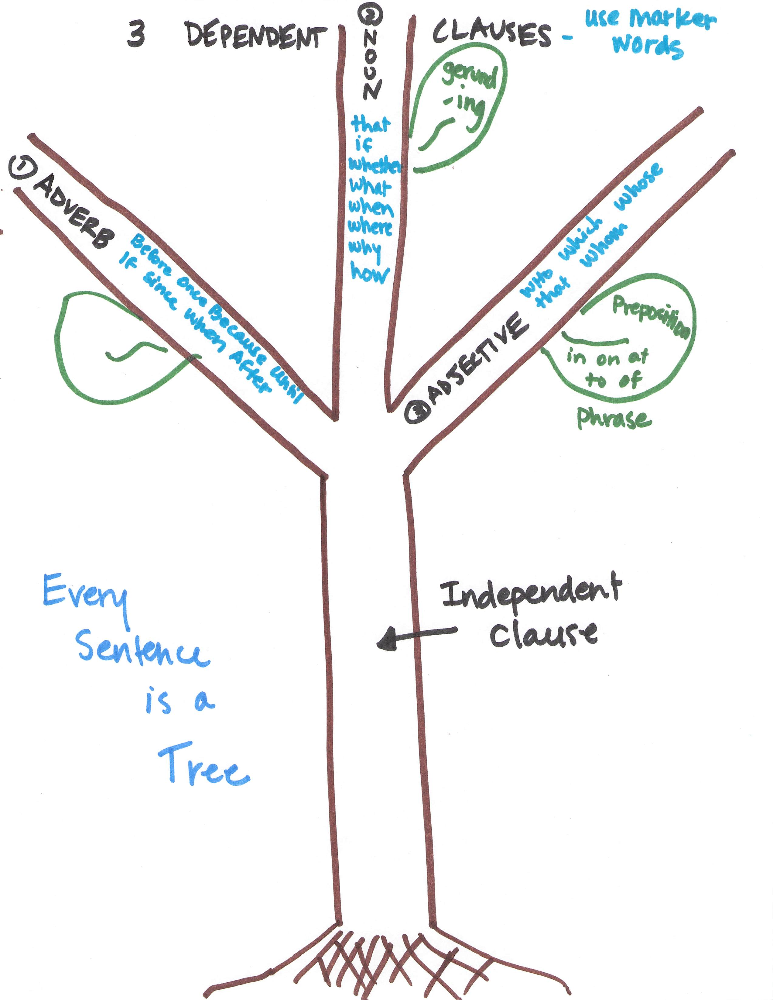 3 DEPENDENT CLAUSES - use marker
words
② NOUN
that
if
whether
what
when
where
why
how
gerund
-ing
① ADVERB
Before once Because until
If since when After
③ ADJECTIVE
who which whose
that whom
Preposition
in on at
to of
phrase
Independent
Clause
Every
Sentence
is a
Tree